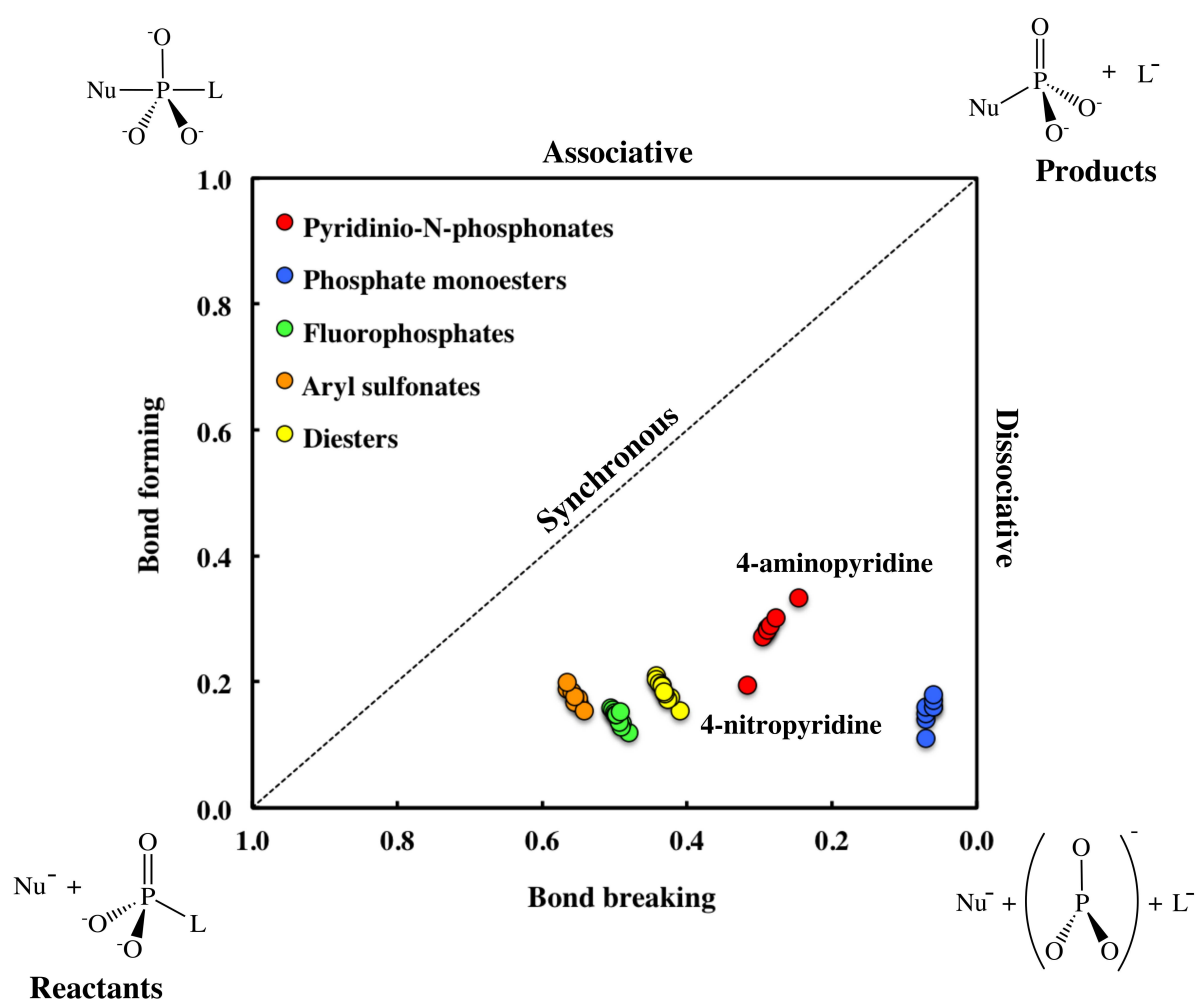 ⁻O
Nu P L
⁻O O⁻
O
P + L⁻
Nu O⁻
O⁻
Products
Associative
1.0
Pyridinio-N-phosphonates
Phosphate monoesters
0.8
Fluorophosphates
Aryl sulfonates
0.6
Diesters
Synchronous
Bond forming
Dissociative
0.4
4-aminopyridine
0.2
4-nitropyridine
0.0
1.0 0.8 0.6 0.4 0.2 0.0
Bond breaking
O
Nu⁻ + P
⁻O L
⁻O
Reactants
O ⁻
Nu⁻ + ( P ) + L⁻
O O